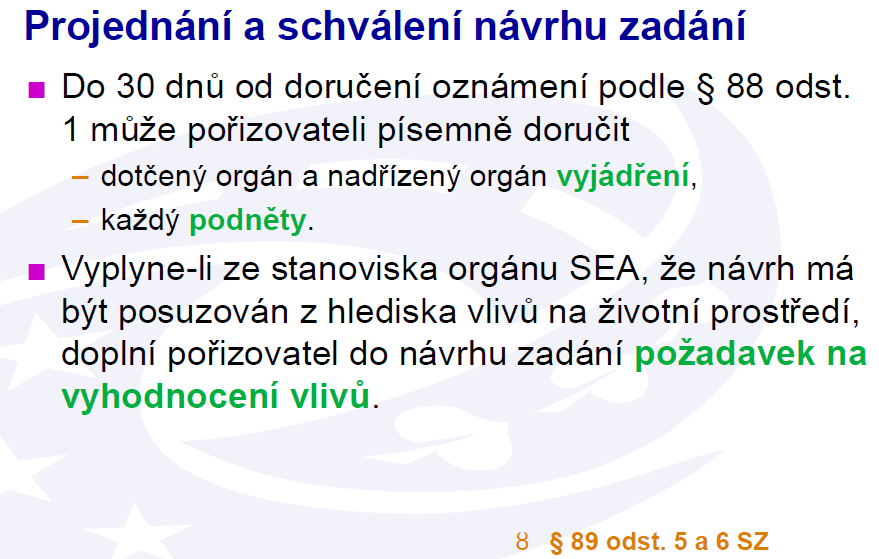 Projednání a schválení návrhu zadání
■ Do 30 dnů od doručení oznámení podle § 88 odst.
1 může pořizovateli písemně doručit
– dotčený orgán a nadřízený orgán vyjádření,
– každý podněty.
■ Vyplyne-li ze stanoviska orgánu SEA, že návrh má
být posuzován z hlediska vlivů na životní prostředí,
doplní pořizovatel do návrhu zadání požadavek na
vyhodnocení vlivů.
8 § 89 odst. 5 a 6 SZ